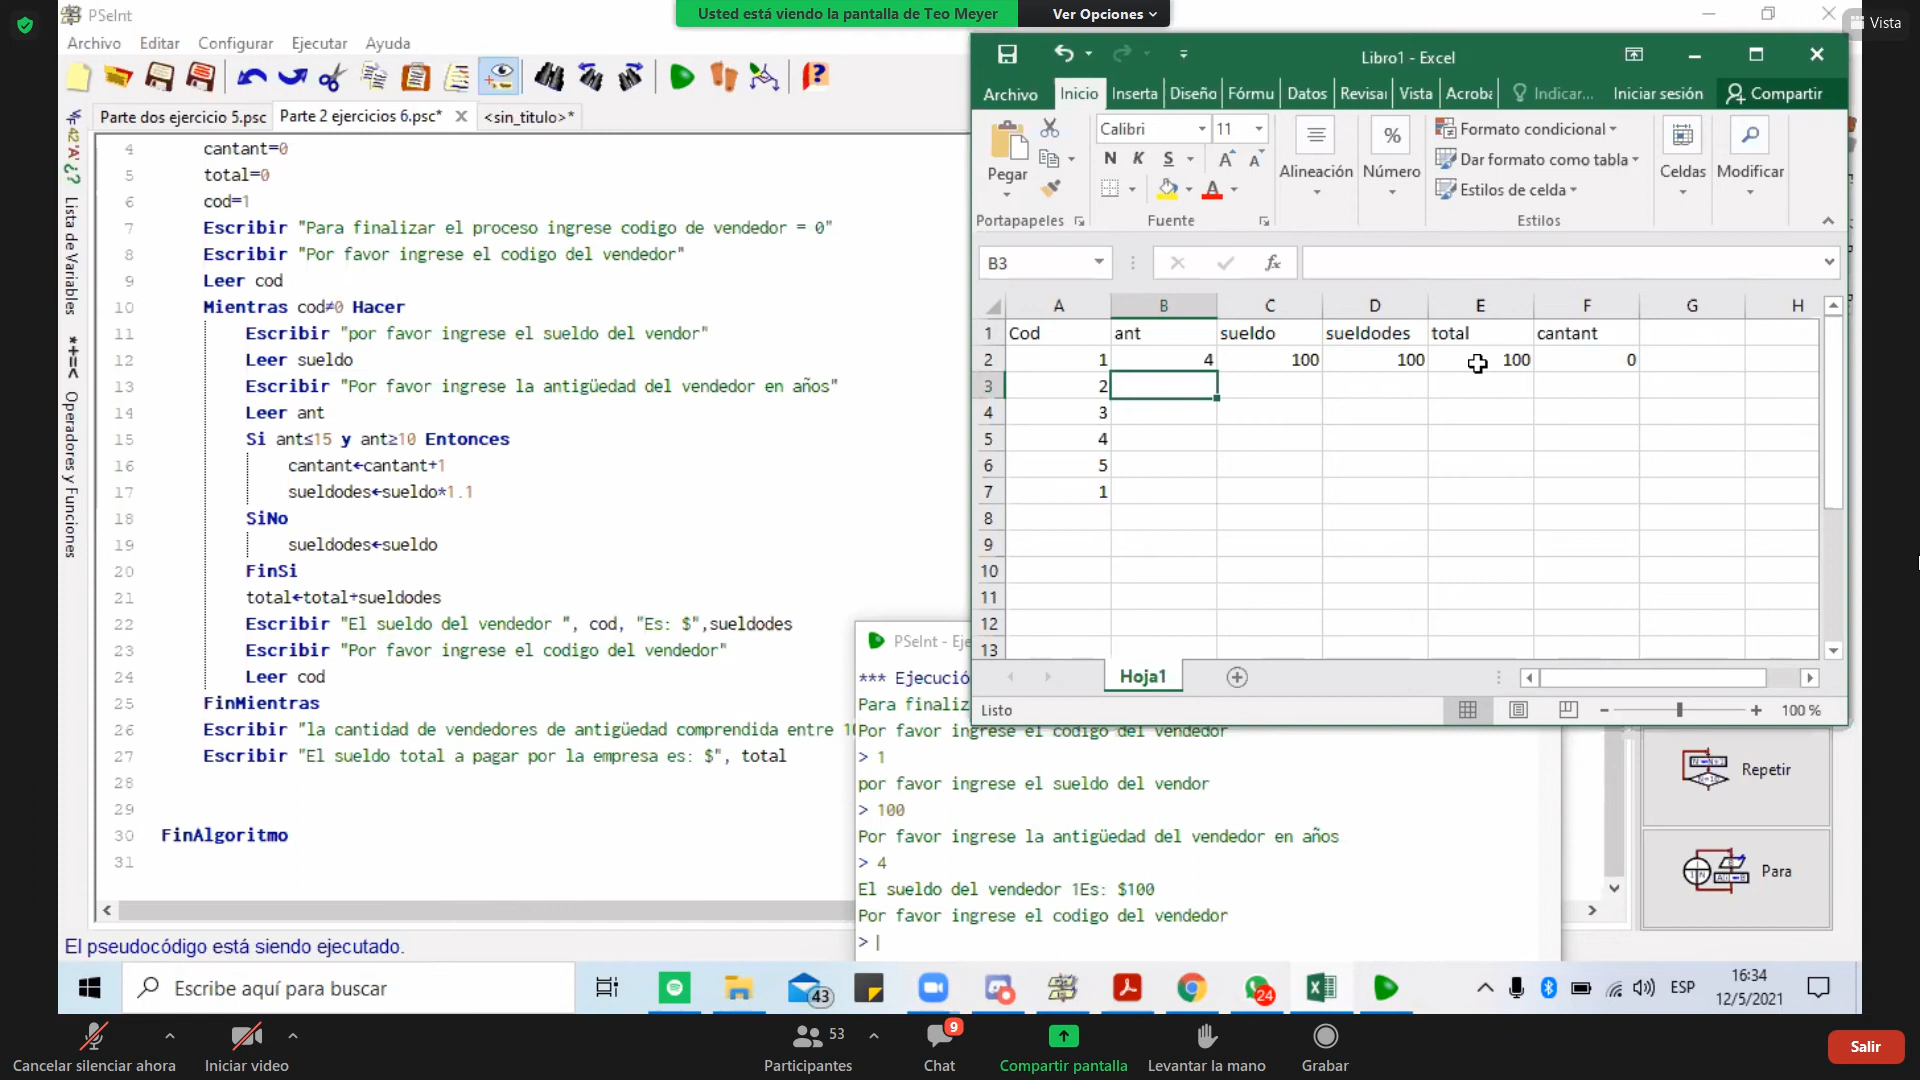 PSeInt
Usted está viendo la pantalla de Teo Meyer
Ver Opciones
Vista
Archivo Editar Configurar Ejecutar Ayuda
Parte dos ejercicio 5.psc
Parte 2 ejercicios 6.psc*
<sin_titulo>*
Lista de Variables
Operadores y Funciones
4 cantant=0
5 total=0
6 cod=1
7 Escribir "Para finalizar el proceso ingrese codigo de vendedor = 0"
8 Escribir "Por favor ingrese el codigo del vendedor"
9 Leer cod
10 Mientras cod≠0 Hacer
11 Escribir "por favor ingrese el sueldo del vendor"
12 Leer sueldo
13 Escribir "Por favor ingrese la antigüedad del vendedor en años"
14 Leer ant
15 Si ant≤15 y ant≥10 Entonces
16 cantant←cantant+1
17 sueldodes←sueldo*1.1
18 SiNo
19 sueldodes←sueldo
20 FinSi
21 total←total+sueldodes
22 Escribir "El sueldo del vendedor ", cod, "Es: $",sueldodes
23 Escribir "Por favor ingrese el codigo del vendedor"
24 Leer cod
25 FinMientras
26 Escribir "la cantidad de vendedores de antigüedad comprendida entre 10
27 Escribir "El sueldo total a pagar por la empresa es: $", total
28
29
30 FinAlgoritmo
31
El pseudocódigo está siendo ejecutado.
Libro1 - Excel
Archivo Inicio Inserta Diseño Fórmu Datos Revisa Vista Acroba Indicar... Iniciar sesión Compartir
Pegar
Calibri 11
N K S
Alineación
%
Número
Formato condicional
Dar formato como tabla
Estilos de celda
Celdas
Modificar
Portapapeles Fuente Estilos
B3
fx
A B C D E F G H
1 Cod ant sueldo sueldodes total cantant
2 1 4 100 100 100 0
3 2
4 3
5 4
6 5
7 1
8
9
10
11
12
13
Hoja1
Listo
100 %
PSeInt - Eje
*** Ejecució
Para finaliz
Por favor ingrese el codigo del vendedor
> 1
por favor ingrese el sueldo del vendor
> 100
Por favor ingrese la antigüedad del vendedor en años
> 4
El sueldo del vendedor 1Es: $100
Por favor ingrese el codigo del vendedor
>
Repetir
Para
Escribe aquí para buscar
43
24
ESP
16:34
12/5/2021
Cancelar silenciar ahora
Iniciar video
Participantes 53
Chat 9
Compartir pantalla
Levantar la mano
Grabar
Salir